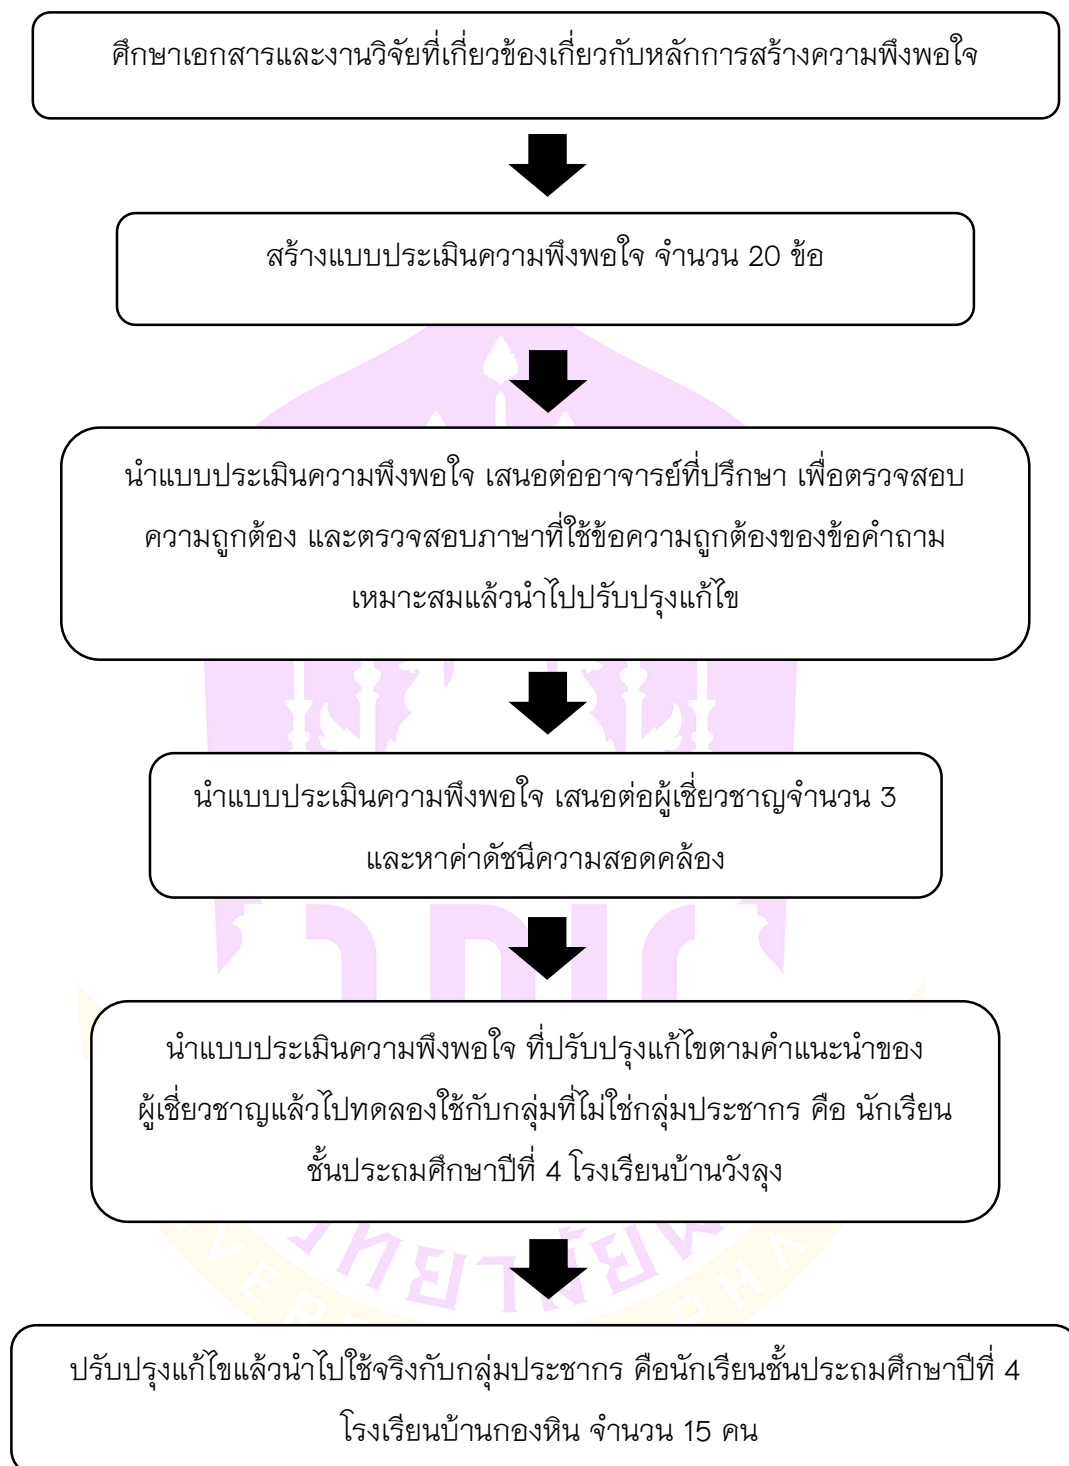 ศึกษาเอกสารและงานวิจัยที่เกี่ยวข้องเกี่ยวกับหลักการสร้างความพึงพอใจ
สร้างแบบประเมินความพึงพอใจ จำนวน 20 ข้อ
นำแบบประเมินความพึงพอใจ เสนอต่ออาจารย์ที่ปรึกษา เพื่อตรวจสอบ
ความถูกต้อง และตรวจสอบภาษาที่ใช้ข้อความถูกต้องของข้อคำถาม
เหมาะสมแล้วนำไปปรับปรุงแก้ไข
นำแบบประเมินความพึงพอใจ เสนอต่อผู้เชี่ยวชาญจำนวน 3
และหาค่าดัชนีความสอดคล้อง
นำแบบประเมินความพึงพอใจ ที่ปรับปรุงแก้ไขตามคำแนะนำของ
ผู้เชี่ยวชาญแล้วไปทดลองใช้กับกลุ่มที่ไม่ใช่กลุ่มประชากร คือ นักเรียน
ชั้นประถมศึกษาปีที่ 4 โรงเรียนบ้านวังลุง
ปรับปรุงแก้ไขแล้วนำไปใช้จริงกับกลุ่มประชากร คือนักเรียนชั้นประถมศึกษาปีที่ 4
โรงเรียนบ้านกองหิน จำนวน 15 คน